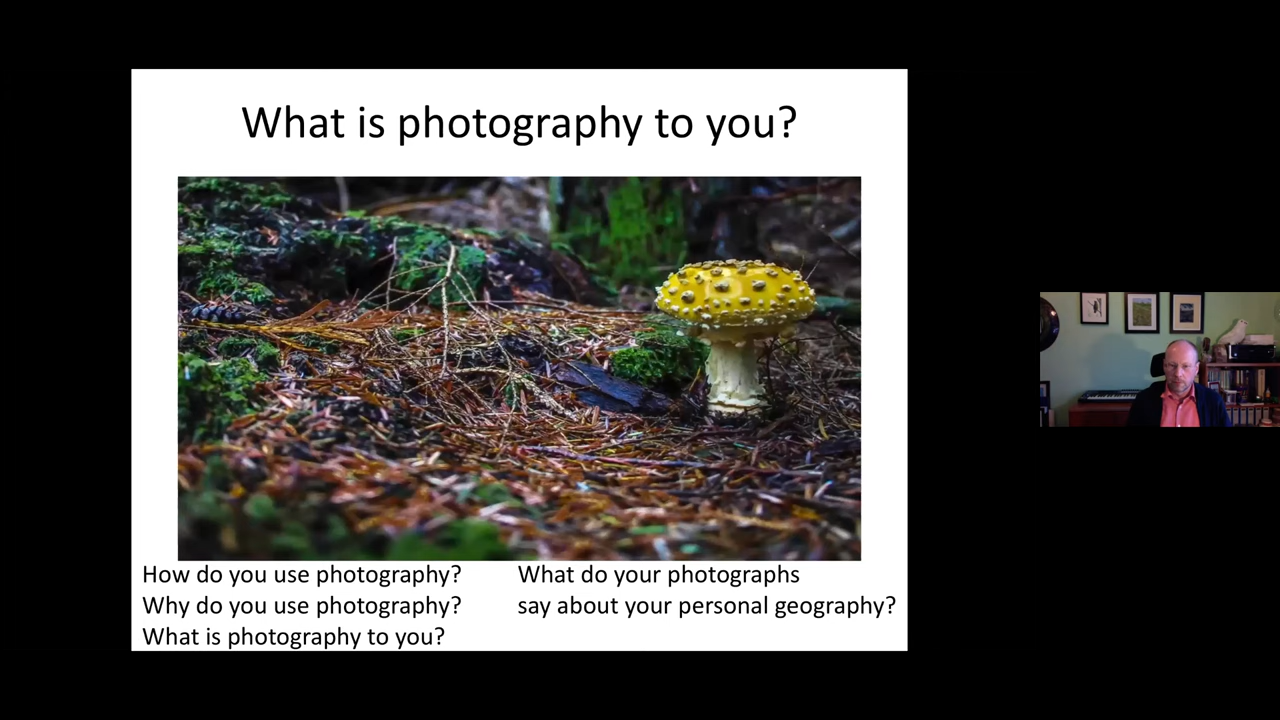 What is photography to you?
How do you use photography?
Why do you use photography?
What is photography to you?
What do your photographs
say about your personal geography?